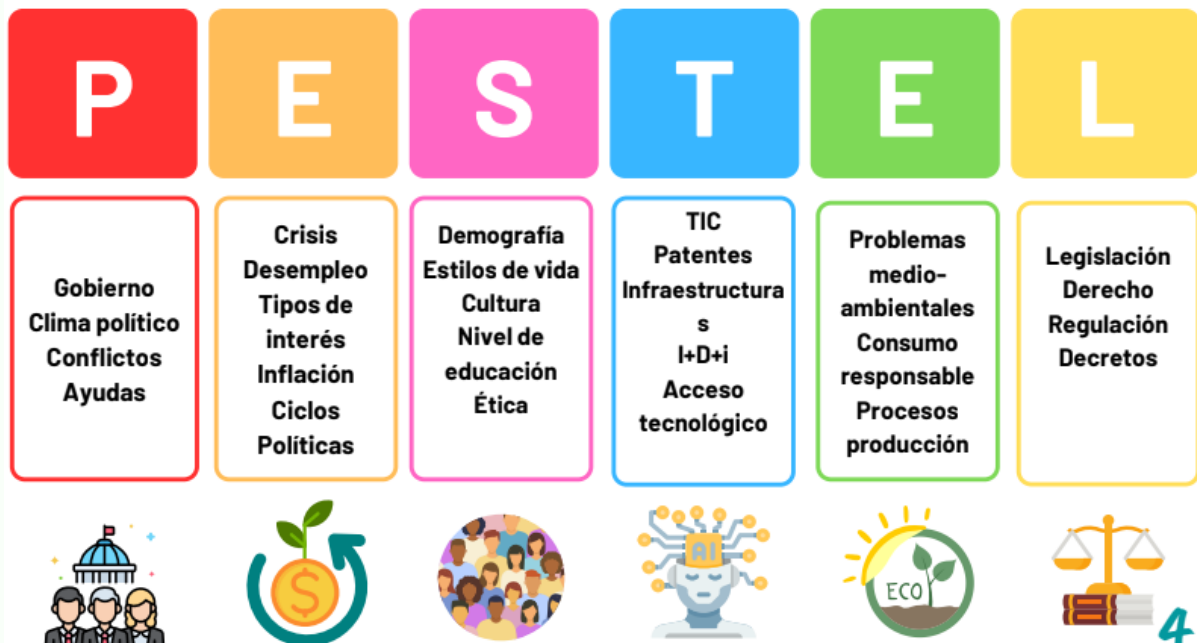 P
E
S
T
E
L
Gobierno
Clima político
Conflictos
Ayudas
Crisis
Desempleo
Tipos de
interés
Inflación
Ciclos
Políticas
Demografía
Estilos de vida
Cultura
Nivel de
educación
Ética
TIC
Patentes
Infraestructura
s
I+D+i
Acceso
tecnológico
Problemas
medio-
ambientales
Consumo
responsable
Procesos
producción
Legislación
Derecho
Regulación
Decretos
$
AI
ECO
4